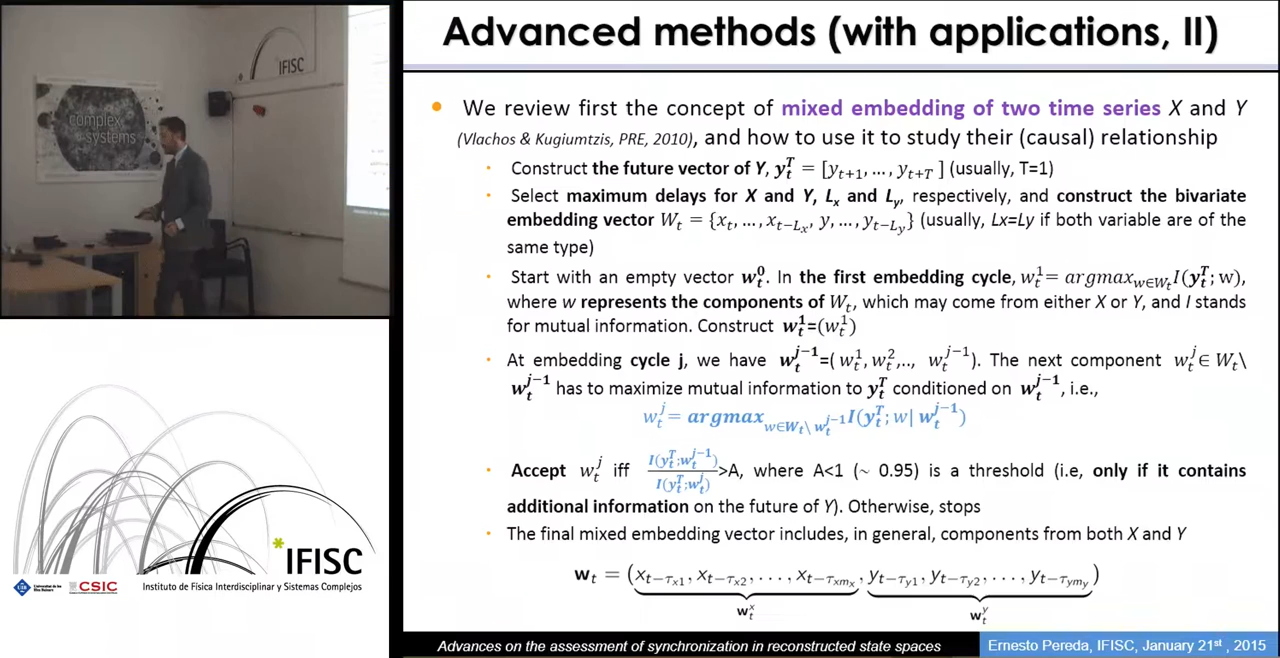 complex
systems
IFISC
*IFISC
CSIC
Instituto de Física Interdisciplinar y Sistemas Complejos
Advanced methods (with applications, II)
• We review first the concept of mixed embedding of two time series X and Y
(Vlachos & Kugiumtzis, PRE, 2010), and how to use it to study their (causal) relationship
• Construct the future vector of Y, y_t^T = [y_{t+1}, ..., y_{t+T} ] (usually, T=1)
• Select maximum delays for X and Y, L_x and L_y, respectively, and construct the bivariate
embedding vector W_t = {x_t, ..., x_{t-L_x}, y, ..., y_{t-L_y}} (usually, Lx=Ly if both variable are of the
same type)
• Start with an empty vector w_t^0. In the first embedding cycle, w_t^1 = argmax_{w∈W_t} I(y_t^T; w),
where w represents the components of W_t, which may come from either X or Y, and I stands
for mutual information. Construct w_t^1=(w_t^1)
• At embedding cycle j, we have w_t^{j-1}=( w_t^1, w_t^2,.., w_t^{j-1}). The next component w_t^j ∈ W_t\
w_t^{j-1} has to maximize mutual information to y_t^T conditioned on w_t^{j-1}, i.e.,
w_t^j = argmax_{w∈W_t\ w_t^{j-1}} I(y_t^T; w| w_t^{j-1})
• Accept w_t^j iff I(y_t^T;w_t^{j-1})/I(y_t^T;w_t^j) >A, where A<1 (~ 0.95) is a threshold (i.e, only if it contains
additional information on the future of Y). Otherwise, stops
• The final mixed embedding vector includes, in general, components from both X and Y
w_t = (x_{t-τ_{x1}}, x_{t-τ_{x2}}, ..., x_{t-τ_{xm_x}}, y_{t-τ_{y1}}, y_{t-τ_{y2}}, ..., y_{t-τ_{ym_y}})
w_t^x w_t^y
Advances on the assessment of synchronization in reconstructed state spaces
Ernesto Pereda, IFISC, January 21st , 2015